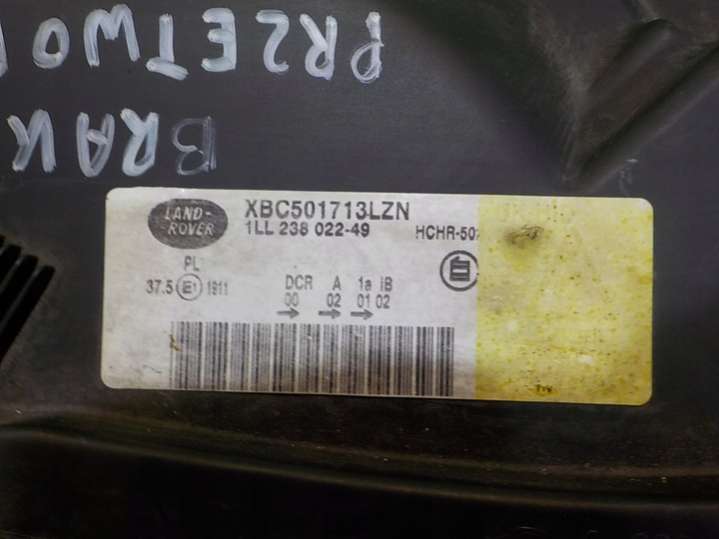 BRAK
PRZETWO
LAND-
ROVER
XBC501713LZN
1LL 238 022-49
HCHR-50
PL
37.5 E1 1911
DCR A 1a IB
00 02 01 02